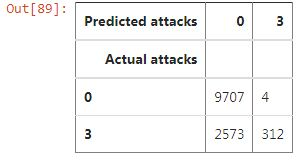 Out[89]:
Predicted attacks 0 3
Actual attacks
0 9707 4
3 2573 312